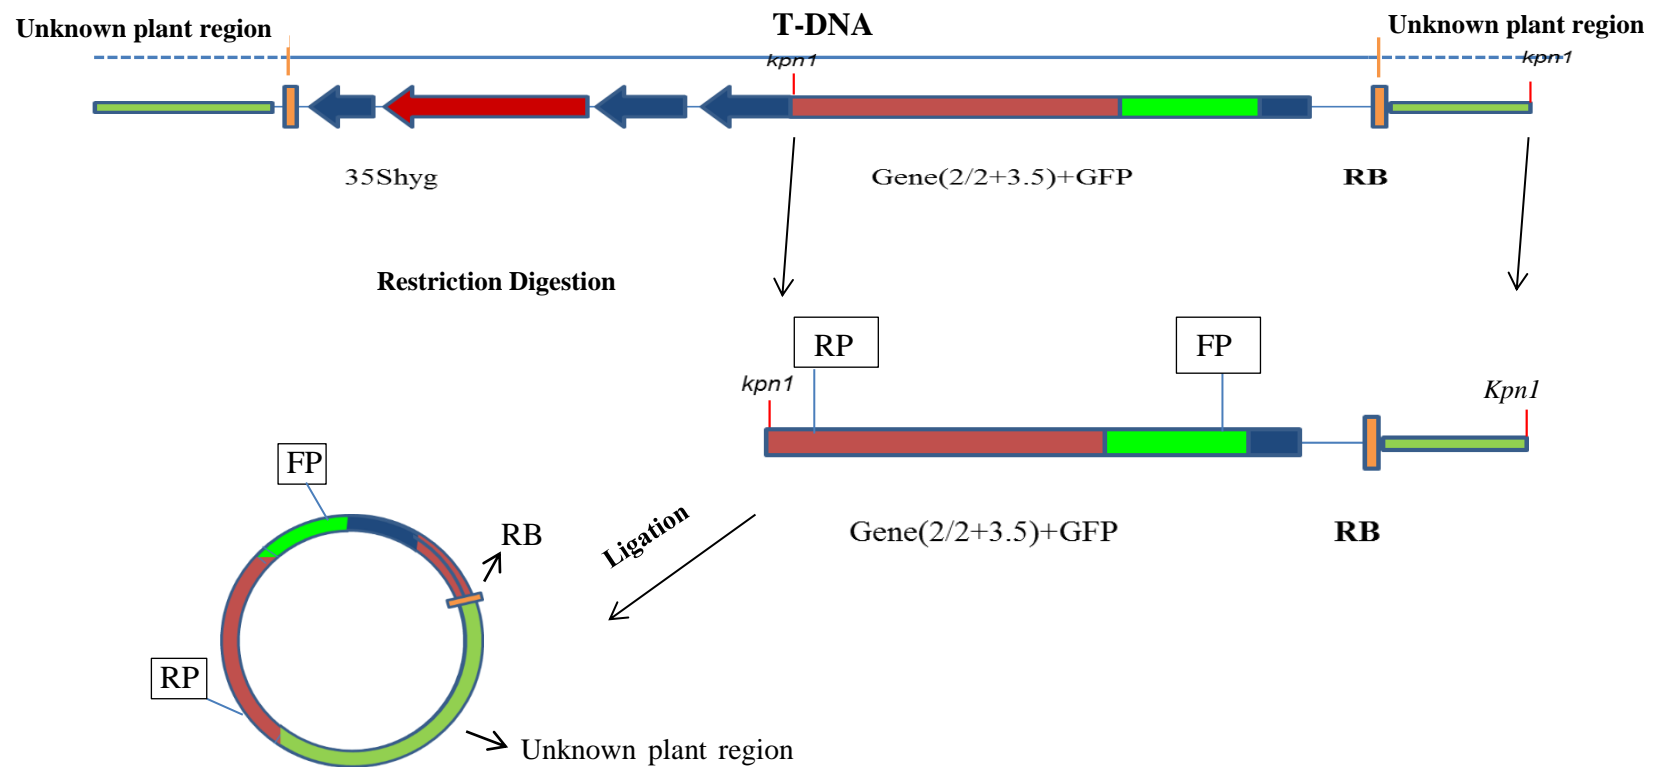 Unknown plant region
T-DNA
Unknown plant region
kpn1
kpn1
35Shyg
Gene(2/2+3.5)+GFP
RB
Restriction Digestion
RP
FP
kpn1
Kpn1
FP
RB
Ligation
Gene(2/2+3.5)+GFP
RB
RP
Unknown plant region